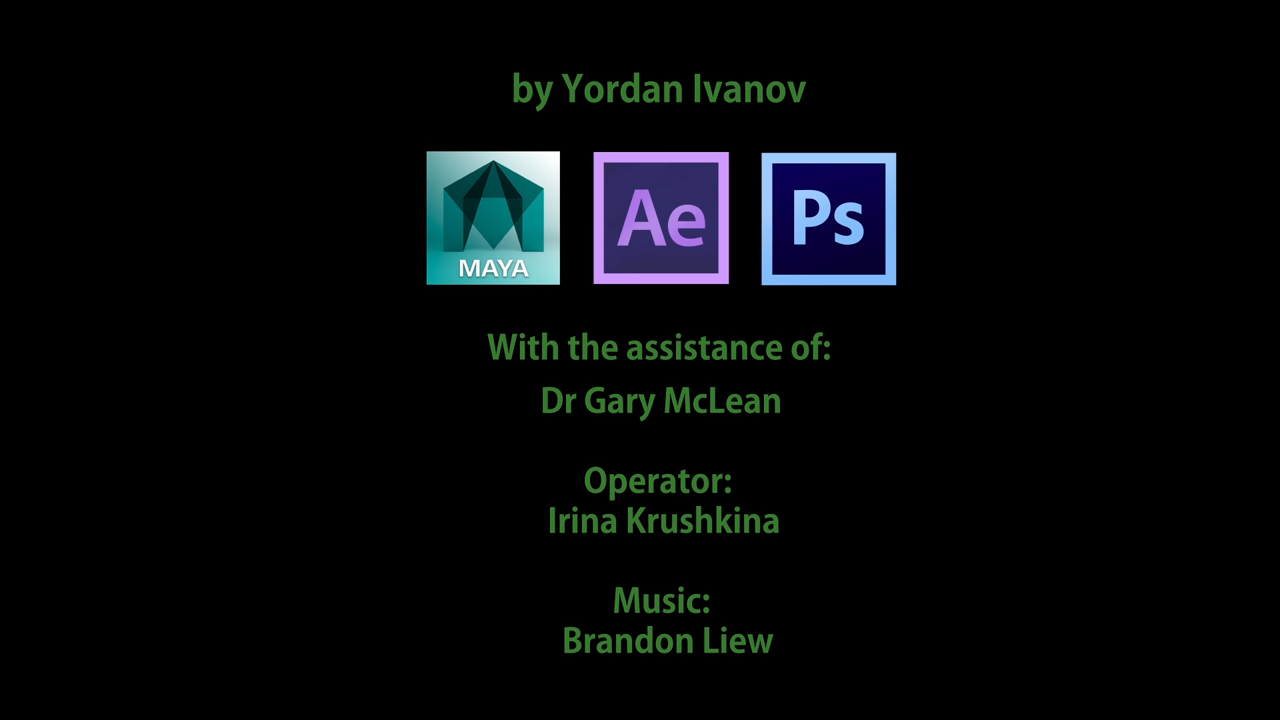 by Yordan Ivanov
MAYA Ae Ps
With the assistance of:
Dr Gary McLean
Operator:
Irina Krushkina
Music:
Brandon Liew